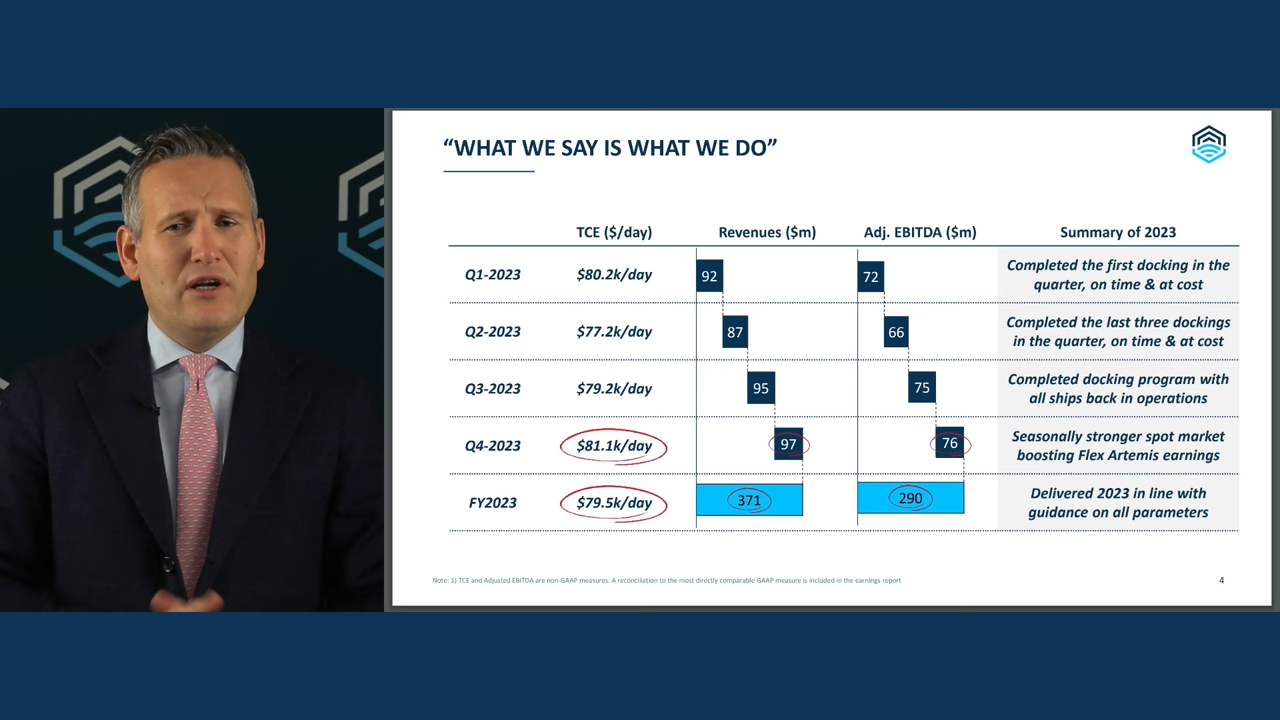 “WHAT WE SAY IS WHAT WE DO”
TCE ($/day) Revenues ($m) Adj. EBITDA ($m) Summary of 2023
Q1-2023 $80.2k/day 92 72 Completed the first docking in the
quarter, on time & at cost
Q2-2023 $77.2k/day 87 66 Completed the last three dockings
in the quarter, on time & at cost
Q3-2023 $79.2k/day 95 75 Completed docking program with
all ships back in operations
Q4-2023 $81.1k/day 97 76 Seasonally stronger spot market
boosting Flex Artemis earnings
FY2023 $79.5k/day 371 290 Delivered 2023 in line with
guidance on all parameters
Note: 1) TCE and Adjusted EBITDA are non-GAAP measures. A reconciliation to the most directly comparable GAAP measure is included in the earnings report
4